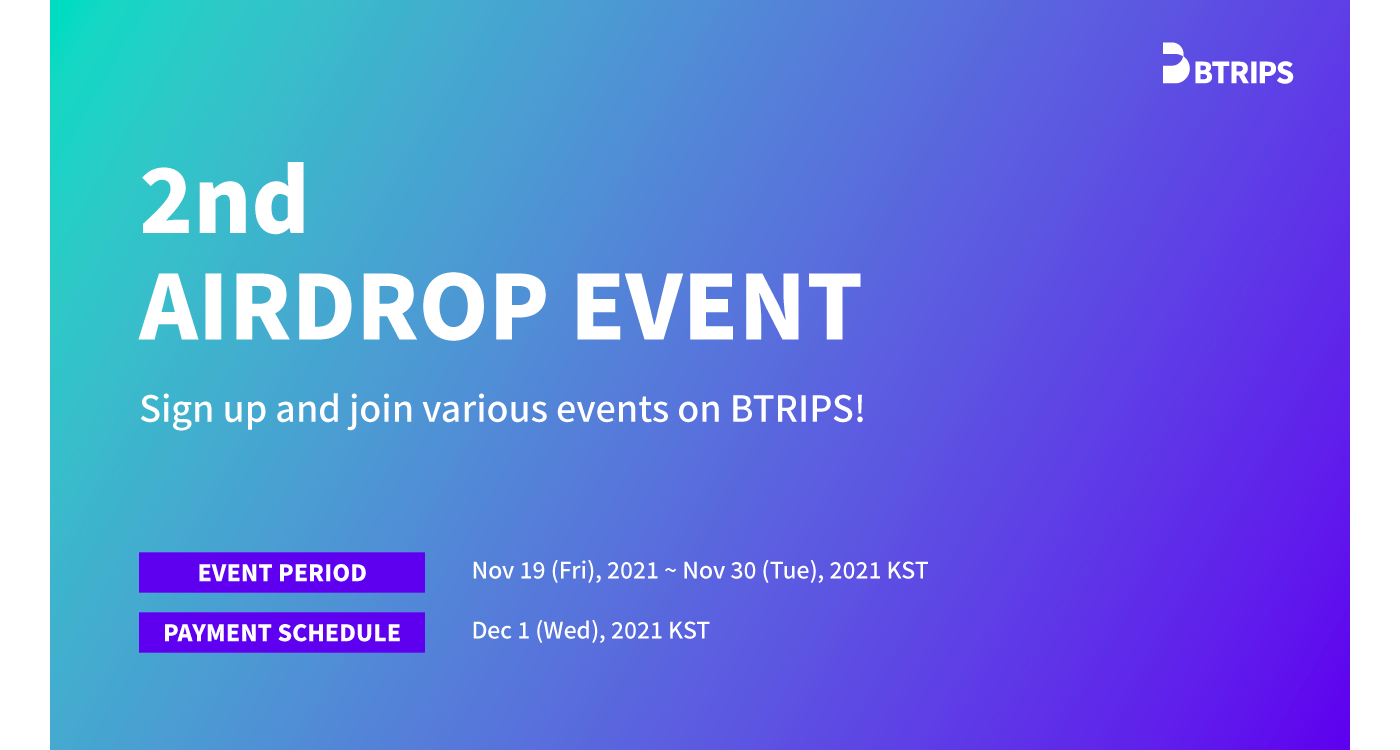 BTRIPS
2nd
AIRDROP EVENT
Sign up and join various events on BTRIPS!
EVENT PERIOD Nov 19 (Fri), 2021 ~ Nov 30 (Tue), 2021 KST
PAYMENT SCHEDULE Dec 1 (Wed), 2021 KST